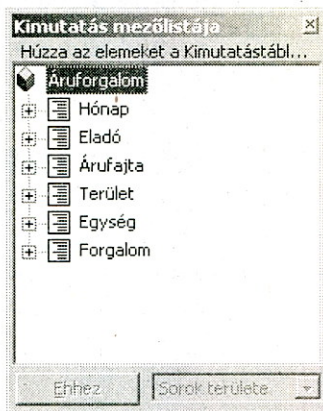 Kimutatás mezőlistája
Húzza az elemeket a Kimutatástábl...
Áruforgalom
Hónap
Eladó
Árufajta
Terület
Egység
Forgalom
Ehhez
Sorok területe